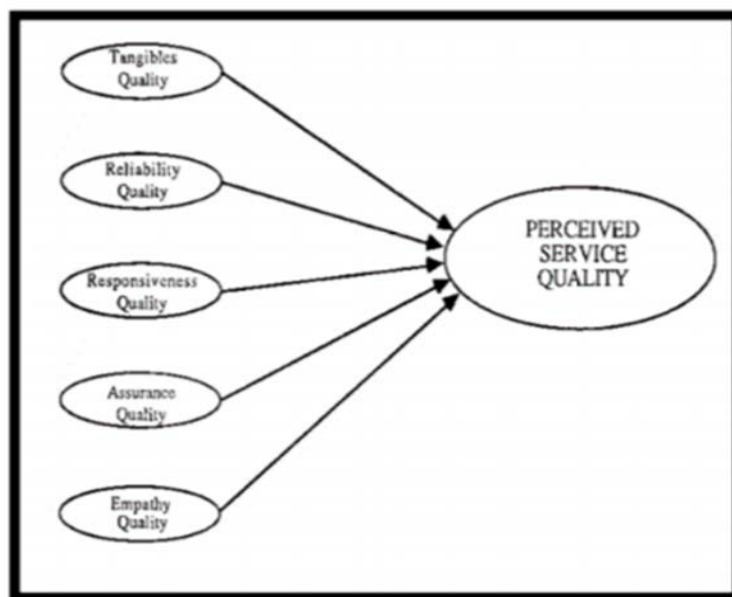 Tangibles
Quality
Reliability
Quality
Responsiveness
Quality
Assurance
Quality
Empathy
Quality
PERCEIVED
SERVICE
QUALITY